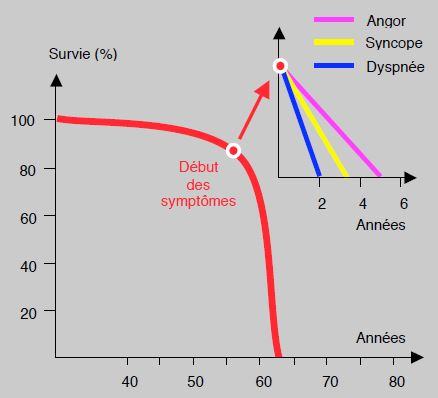 Angor
Syncope
Dyspnée
Survie (%)
100
80
60
40
20
Début
des
symptômes
2 4 6
Années
Années
40 50 60 70 80